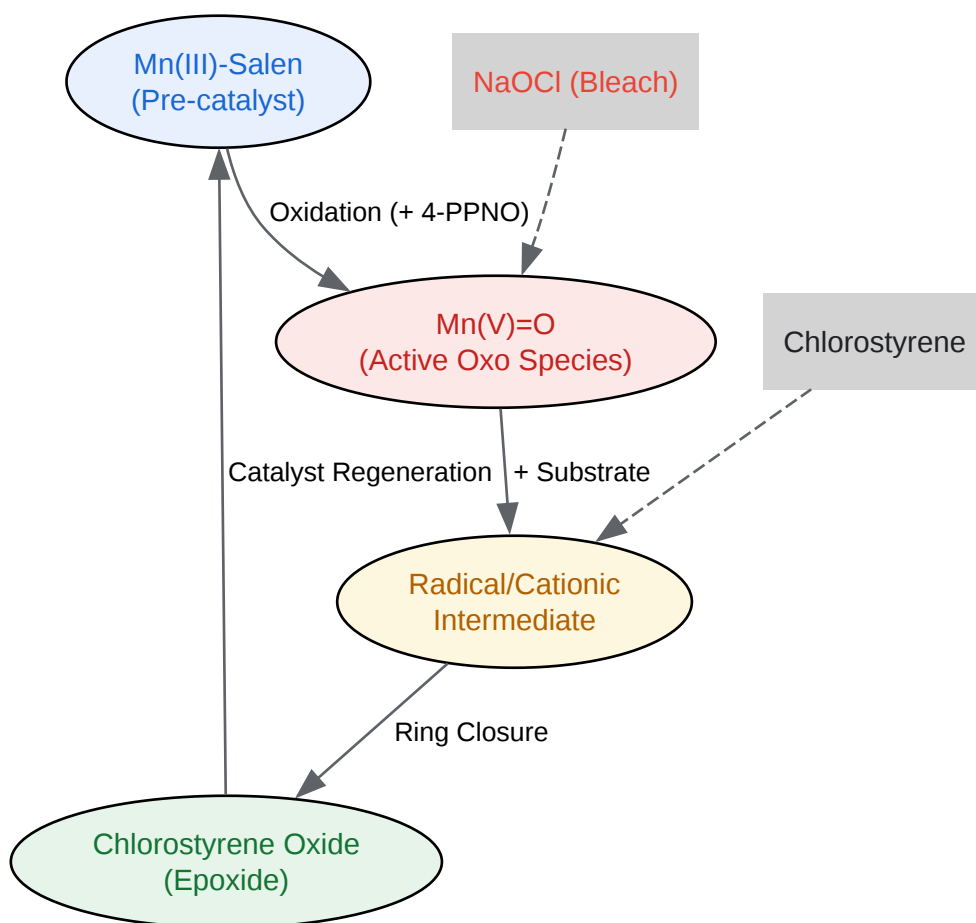 Mn(III)-Salen
(Pre-catalyst)
NaOCl (Bleach)
Oxidation (+ 4-PPNO)
Mn(V)=O
(Active Oxo Species)
Chlorostyrene
Catalyst Regeneration
+ Substrate
Radical/Cationic
Intermediate
Ring Closure
Chlorostyrene Oxide
(Epoxide)